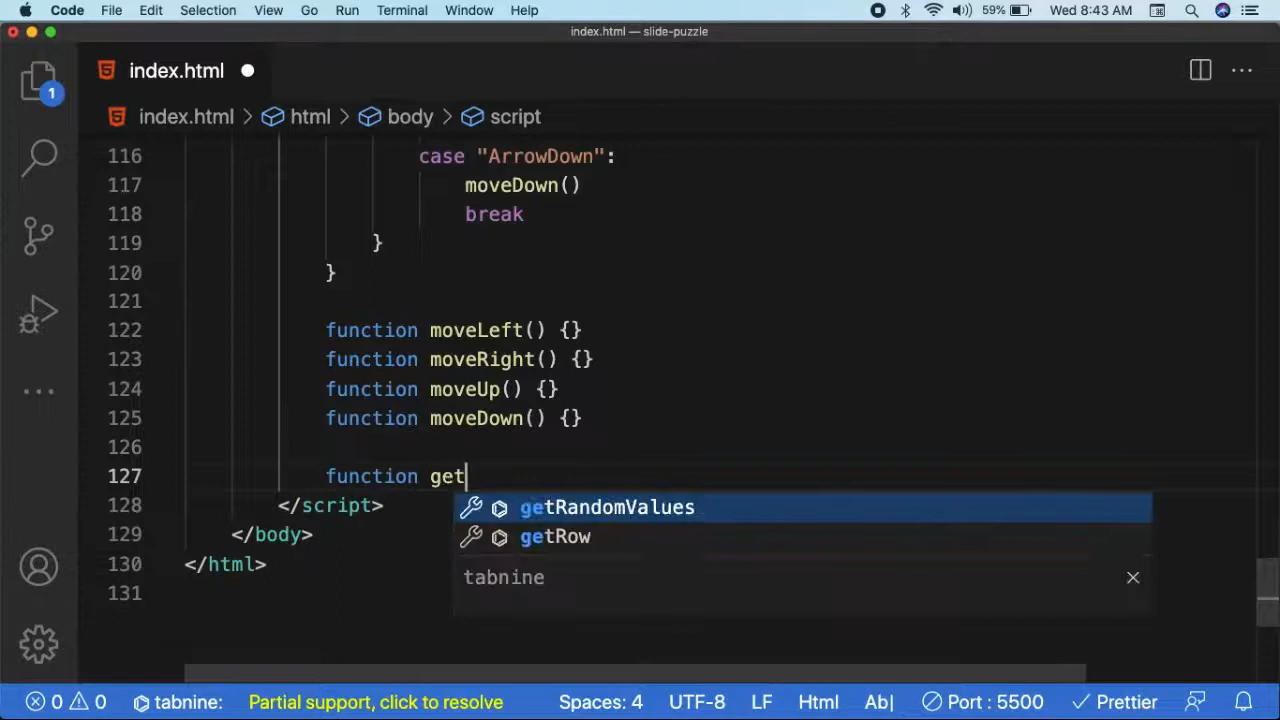 Code File Edit Selection View Go Run Terminal Window Help 59% Wed 8:43 AM
index.html — slide-puzzle
index.html
1
index.html > html > body > script
116 case "ArrowDown":
117 moveDown()
118 break
119 }
120 }
121
122 function moveLeft() {}
123 function moveRight() {}
124 function moveUp() {}
125 function moveDown() {}
126
127 function get
getRandomValues
128 </script>
129 </body>
getRow
130 </html>
tabnine
131
0 0 tabnine: Partial support, click to resolve Spaces: 4 UTF-8 LF Html Ab| Port : 5500 Prettier